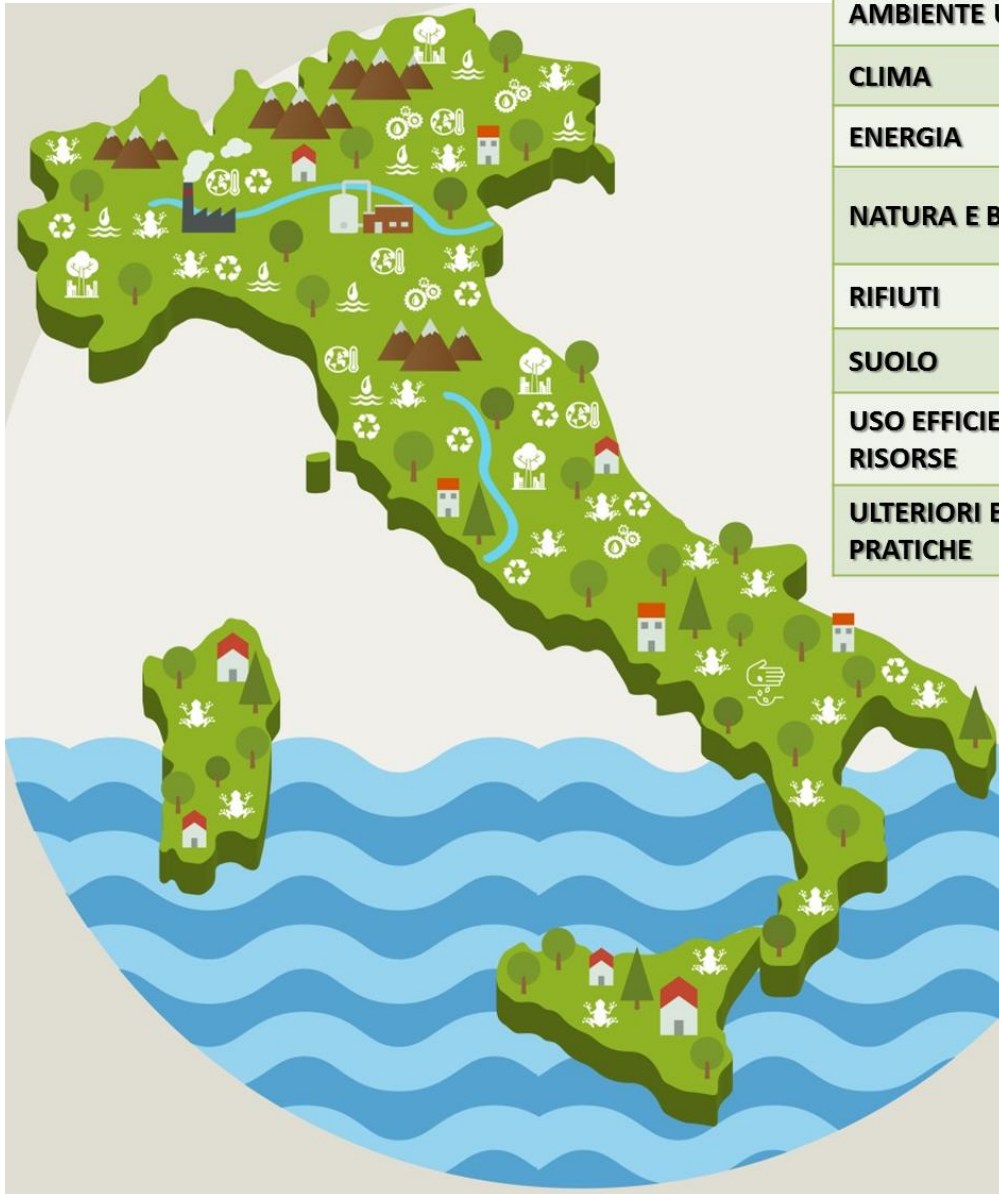 AMBIENTE U
CLIMA
ENERGIA
NATURA E B
RIFIUTI
SUOLO
USO EFFICIE
RISORSE
ULTERIORI B
PRATICHE